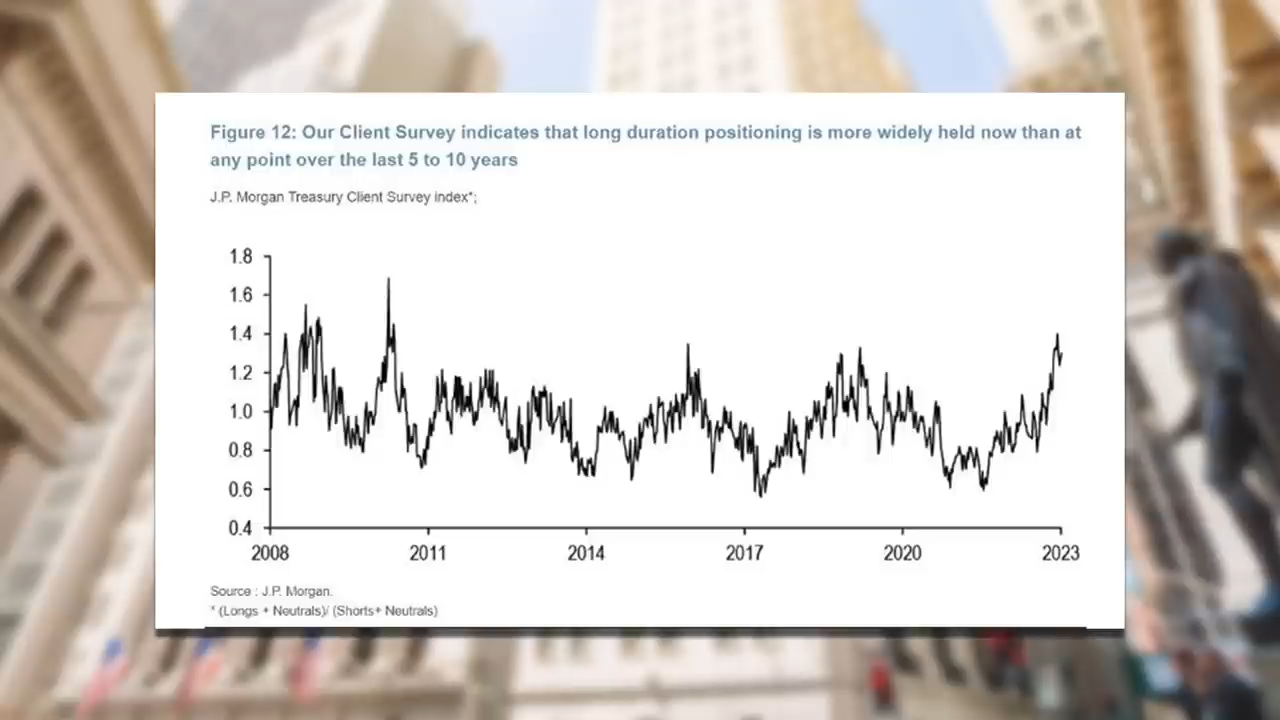 Figure 12: Our Client Survey indicates that long duration positioning is more widely held now than at
any point over the last 5 to 10 years
J.P. Morgan Treasury Client Survey index*;
1.8
1.6
1.4
1.2
1.0
0.8
0.6
0.4
2008 2011 2014 2017 2020 2023
Source : J.P. Morgan.
* (Longs + Neutrals)/ (Shorts+ Neutrals)